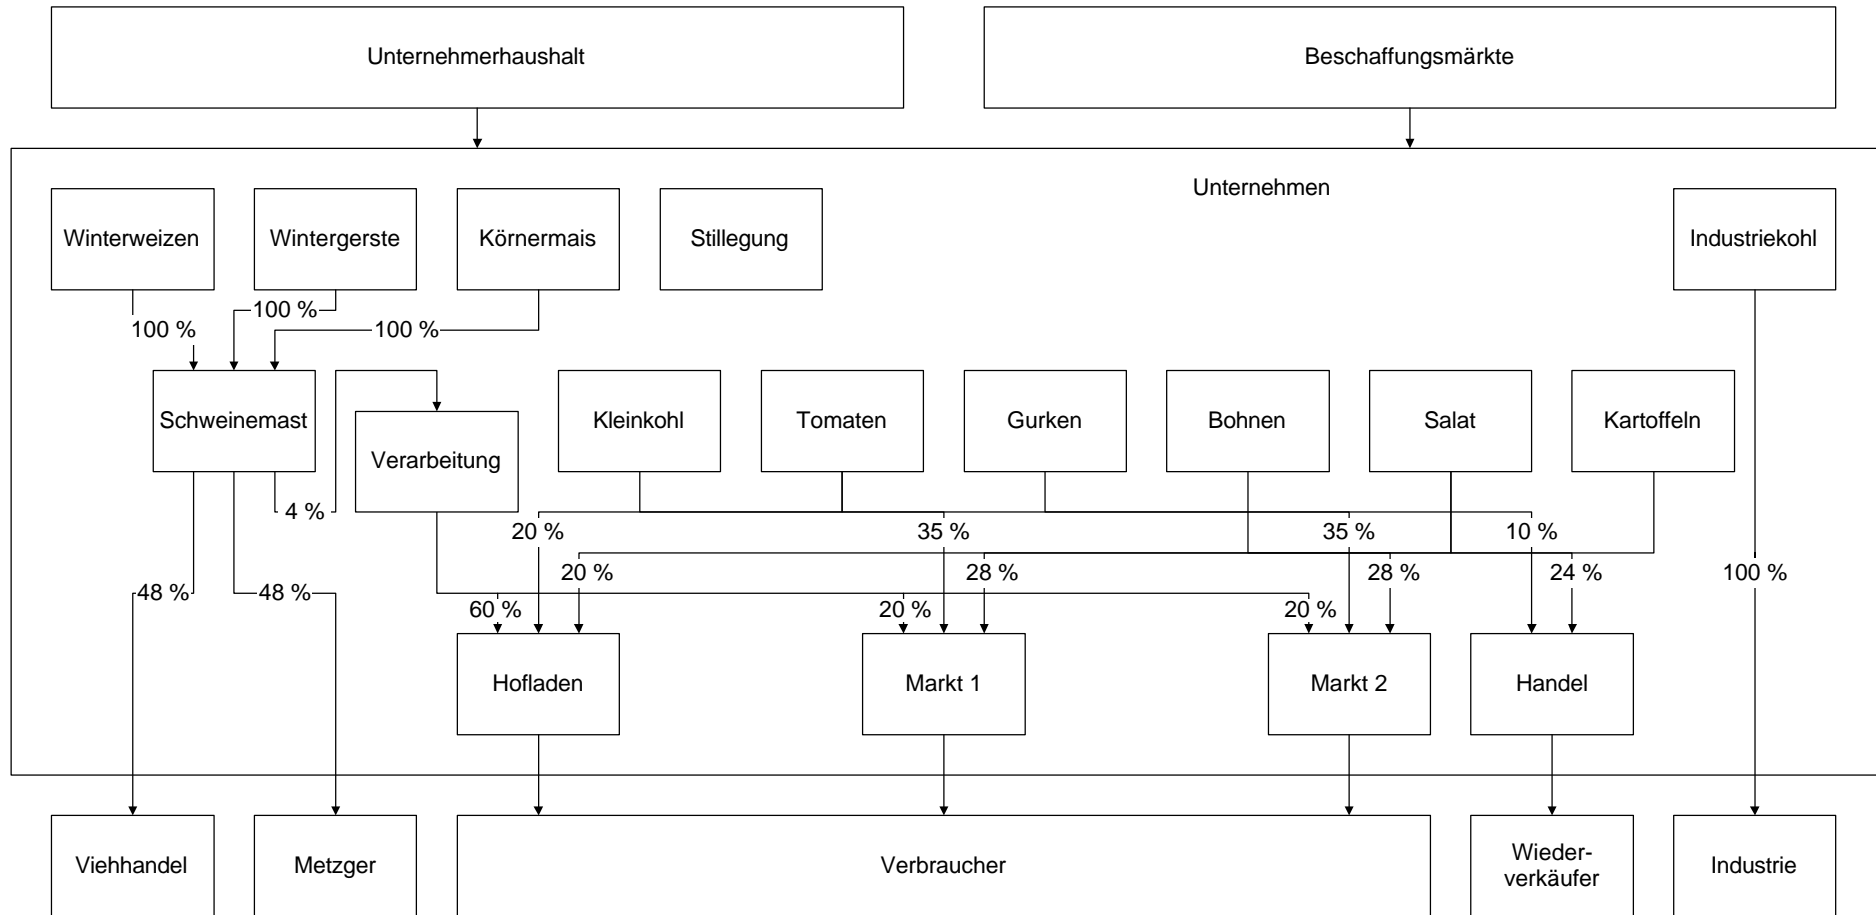 Unternehmerhaushalt
Beschaffungsmärkte
Unternehmen
Winterweizen
Wintergerste
Körnermais
Stillegung
Industriekohl
100 %
100 %
100 %
Schweinemast
Verarbeitung
Kleinkohl
Tomaten
Gurken
Bohnen
Salat
Kartoffeln
4 %
20 %
35 %
35 %
10 %
48 %
48 %
20 %
28 %
28 %
24 %
100 %
60 %
20 %
20 %
Hofladen
Markt 1
Markt 2
Handel
Viehhandel
Metzger
Verbraucher
Wieder-
verkäufer
Industrie